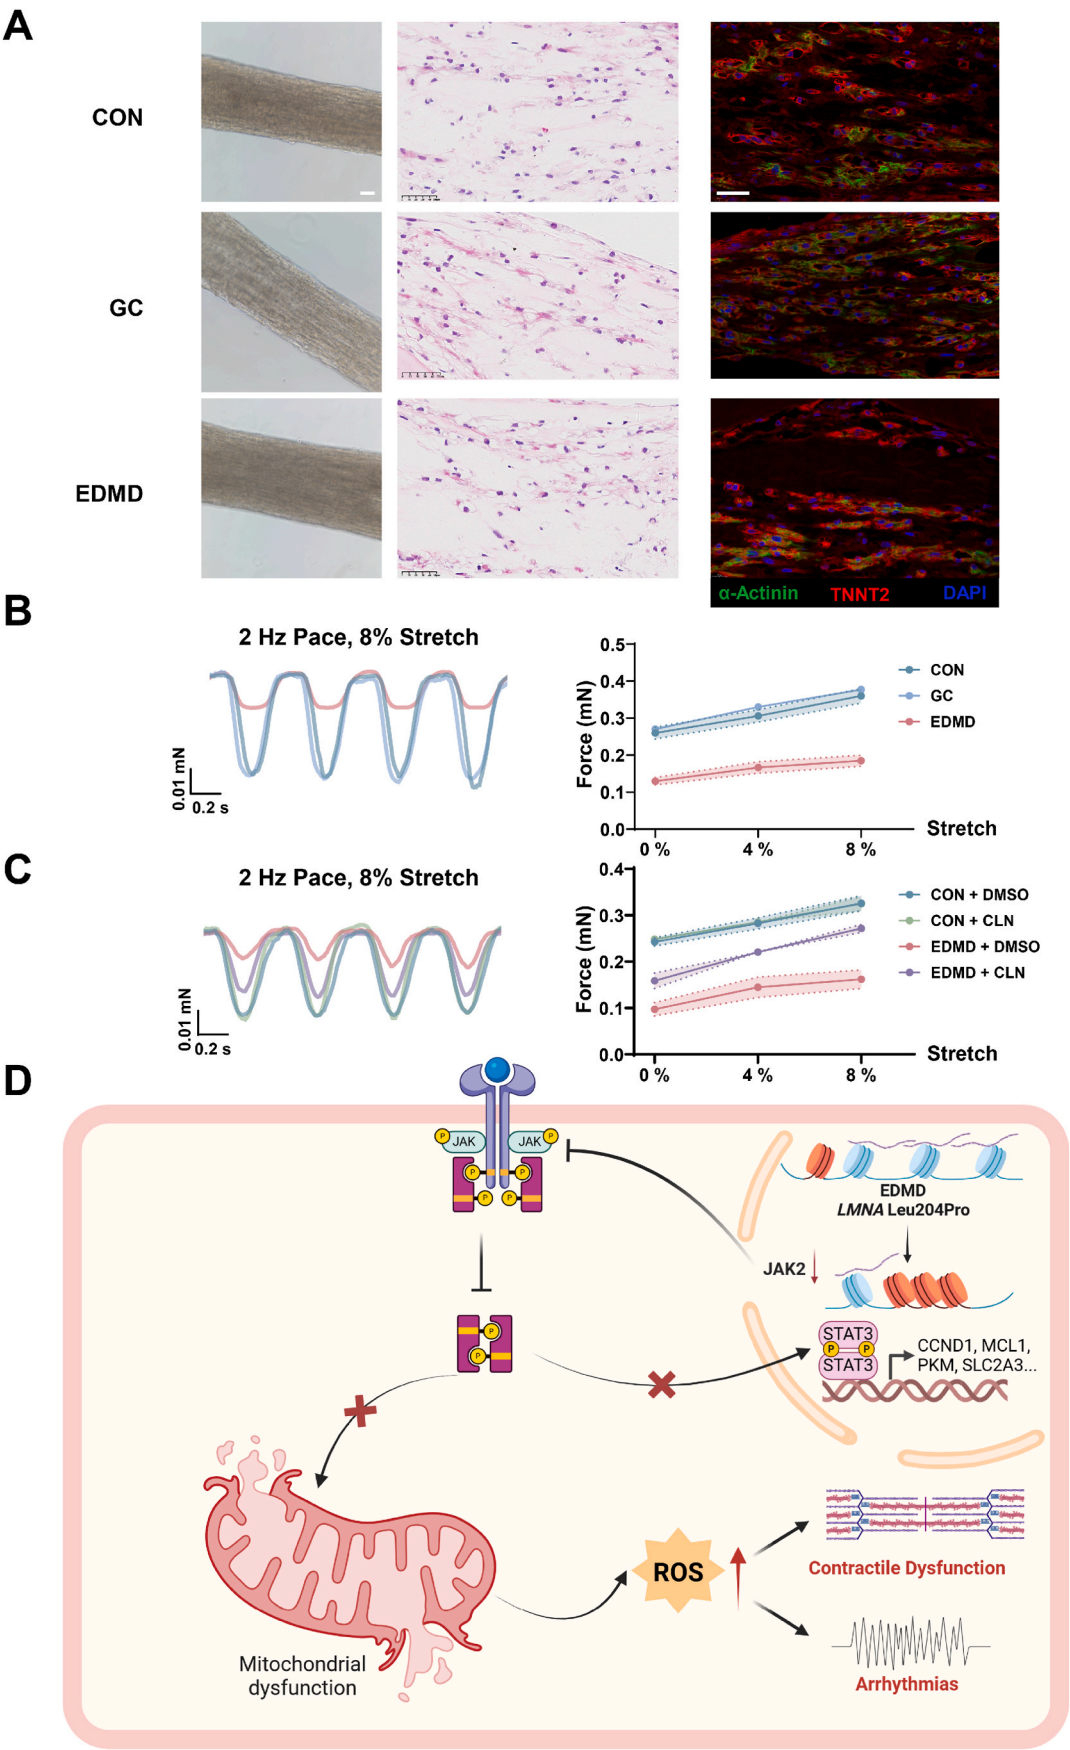 A
CON
GC
EDMD
α-Actinin TNNT2 DAPI
B
2 Hz Pace, 8% Stretch
0.01 mN
0.2 s
Force (mN)
0.5
0.4
0.3
0.2
0.1
0.0
0 % 4 % 8 %
Stretch
CON
GC
EDMD
C
2 Hz Pace, 8% Stretch
0.01 mN
0.2 s
Force (mN)
0.4
0.3
0.2
0.1
0.0
0 % 4 % 8 %
Stretch
CON + DMSO
CON + CLN
EDMD + DMSO
EDMD + CLN
D
P JAK JAK P
P P
P P
EDMD
LMNA Leu204Pro
JAK2
P
P
STAT3
P P
STAT3
CCND1, MCL1,
PKM, SLC2A3...
ROS
Contractile Dysfunction
Mitochondrial
dysfunction
Arrhythmias